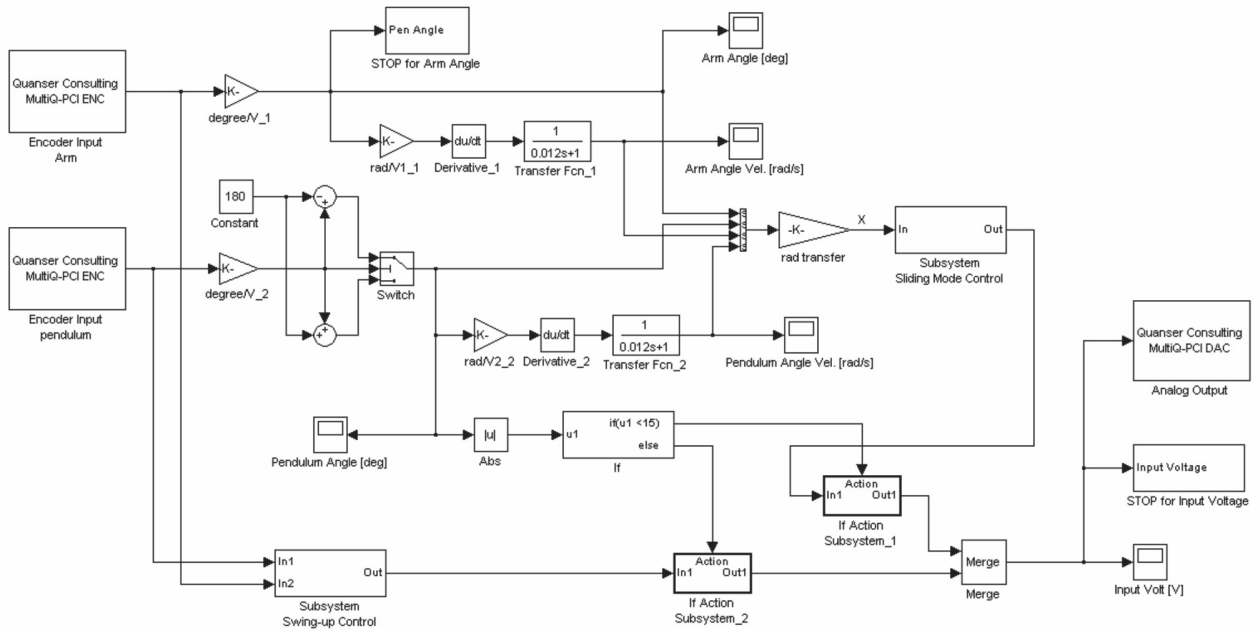 Pen Angle
STOP for Arm Angle
Arm Angle [deg]
Quanser Consulting
MultiQ-PCI ENC
Encoder Input
Arm
K-
degree/V_1
K-
rad/V1_1
du/dt
Derivative_1
1
0.012s+1
Transfer Fcn_1
Arm Angle Vel. [rad/s]
180
Constant
Quanser Consulting
MultiQ-PCI ENC
Encoder Input
pendulum
K-
degree/V_2
Switch
-K-
rad transfer
X
In Out
Subsystem
Sliding Mode Control
K-
rad/V2_2
du/dt
Derivative_2
1
0.012s+1
Transfer Fcn_2
Pendulum Angle Vel. [rad/s]
Quanser Consulting
MultiQ-PCI DAC
Analog Output
Pendulum Angle [deg]
|u|
Abs
u1
if(u1 <15)
else
If
Action
In1 Out1
If Action
Subsystem_1
Input Voltage
STOP for Input Voltage
In1
In2
Out
Subsystem
Swing-up Control
Action
In1 Out1
If Action
Subsystem_2
Merge
Merge
Input Volt [V]